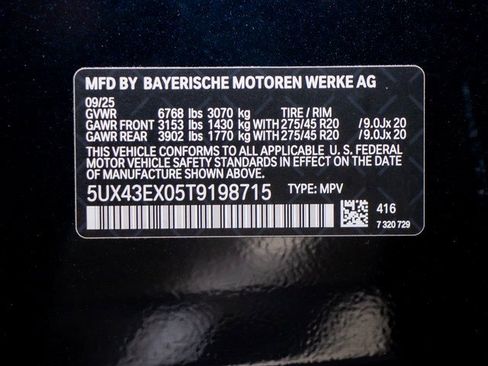 MFD BY BAYERISCHE MOTOREN WERKE AG
09/25
GVWR 6768 lbs 3070 kg TIRE / RIM
GAWR FRONT 3153 lbs 1430 kg WITH 275/45 R20 /9.0Jx 20
GAWR REAR 3902 lbs 1770 kg WITH 275/45 R20 /9.0Jx 20
THIS VEHICLE CONFORMS TO ALL APPLICABLE U. S. FEDERAL
MOTOR VEHICLE SAFETY STANDARDS IN EFFECT ON THE DATE
OF MANUFACTURE SHOWN ABOVE.
5UX43EX05T9198715 TYPE: MPV
416
7 320 729